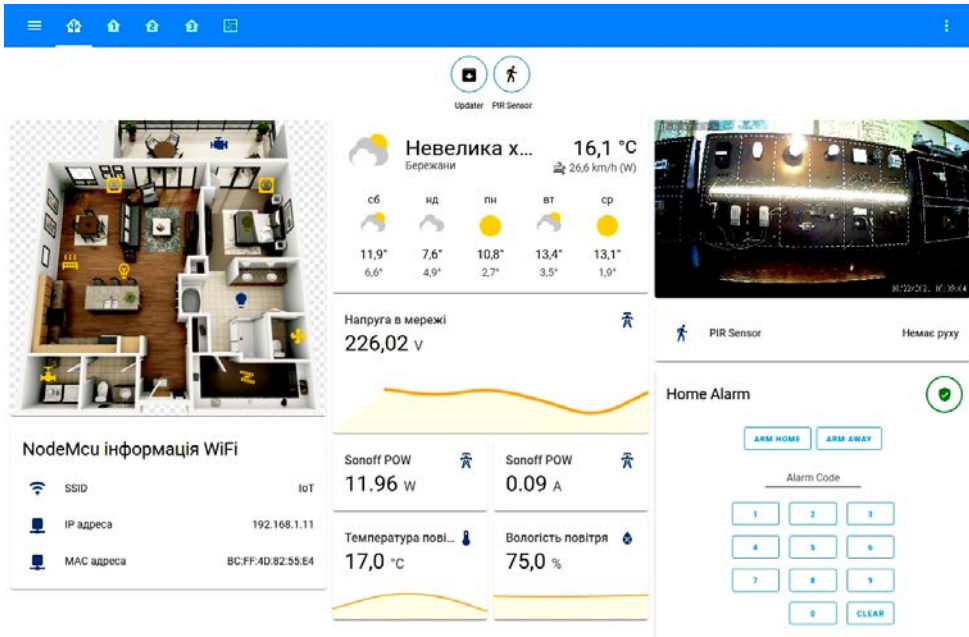 Updater
PIR Sensor
Невелика х...
16,1 °C
Бережани
26,6 km/h (W)
сб
нд
пн
вт
ср
11,9°
7,6°
10,8°
13,4°
13,1°
6,6°
4,9°
2,7°
3,5°
1,9°
PIR Sensor
Немає руху
Напруга в мережі
226,02 V
Home Alarm
ARM HOME
ARM AWAY
Alarm Code
1
2
3
4
5
6
7
8
9
0
CLEAR
NodeMcu інформація WiFi
SSID
IoT
IP адреса
192.168.1.11
MAC адреса
BC:FF:4D:82:55:E4
Sonoff POW
11.96 W
Sonoff POW
0.09 A
Температура пові...
17,0 °C
Вологість повітря
75,0 %